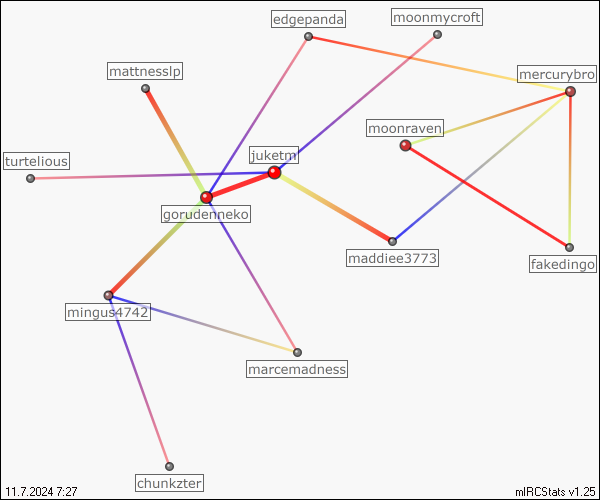 edgepanda
moonmycroft
mattnesslp
mercurybro
moonraven
juketm
turtelious
gorudenneko
maddiee3773
fakedingo
mingus4742
marcemadness
chunkzter
11.7.2024 7:27
mIRCStats v1.25